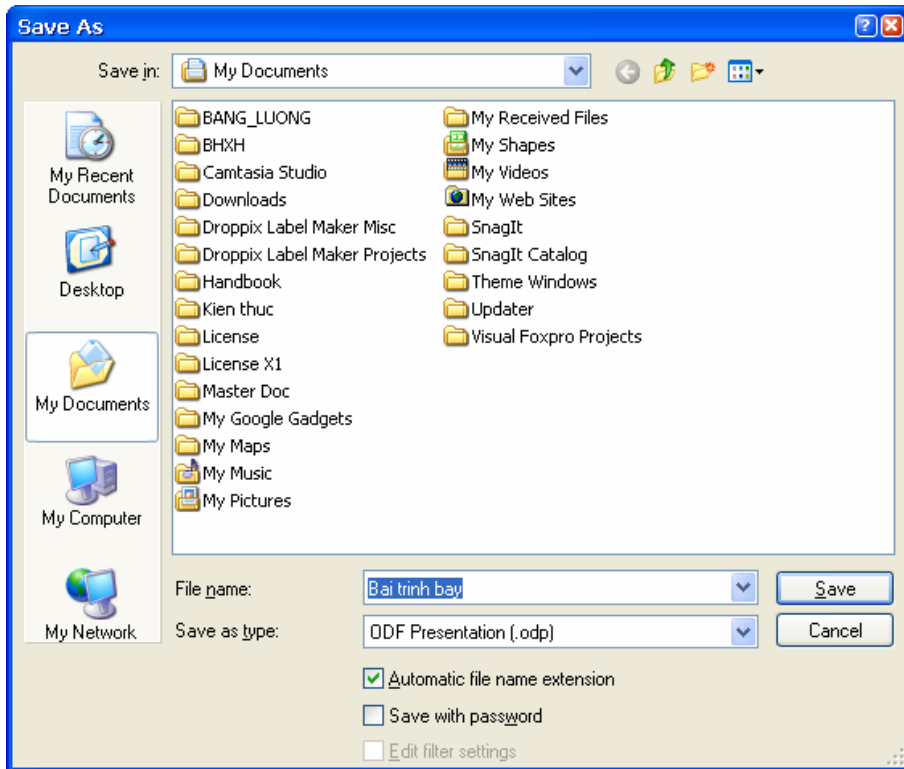 Save As
Save in: My Documents
My Recent Documents
Desktop
My Documents
My Computer
My Network
BANG_LUONG
BHXH
Camtasia Studio
Downloads
Droppix Label Maker Misc
Droppix Label Maker Projects
Handbook
Kien thuc
License
License X1
Master Doc
My Google Gadgets
My Maps
My Music
My Pictures
My Received Files
My Shapes
My Videos
My Web Sites
SnagIt
SnagIt Catalog
Theme Windows
Updater
Visual Foxpro Projects
File name: Bai trinh bay Save
Save as type: ODF Presentation (.odp) Cancel
Automatic file name extension
Save with password
Edit filter settings